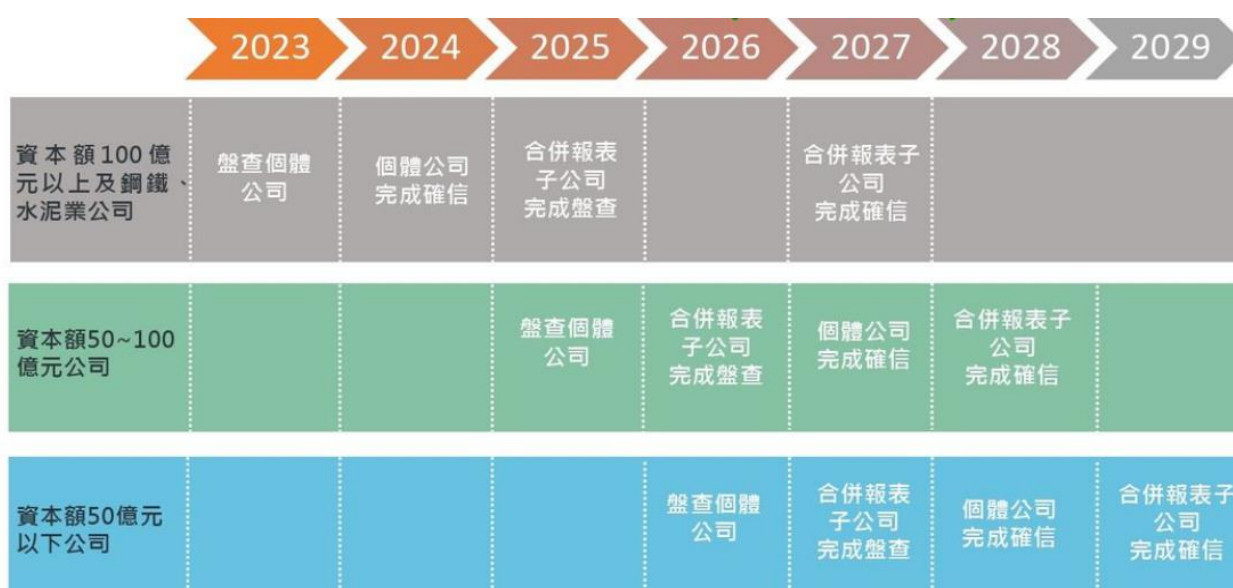 2023
2024
2025
2026
2027
2028
2029
資本額100億
元以上及鋼鐵、
水泥業公司
盤查個體
公司
個體公司
完成確信
合併報表
子公司
完成盤查
合併報表子
公司
完成確信
資本額50~100
億元公司
盤查個體
公司
合併報表
子公司
完成盤查
個體公司
完成確信
合併報表子
公司
完成確信
資本額50億元
以下公司
盤查個體
公司
合併報表
子公司
完成盤查
個體公司
完成確信
合併報表子
公司
完成確信